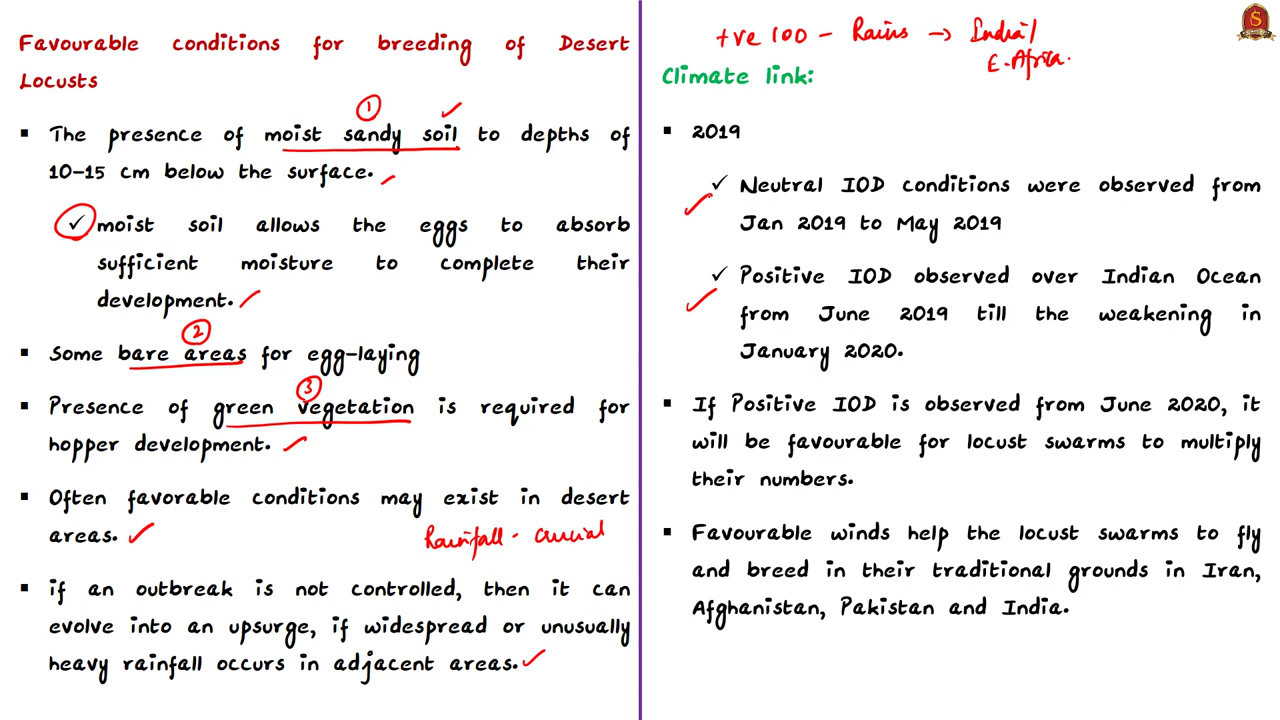 Favourable conditions for breeding of Desert
Locusts
①
▪ The presence of moist sandy soil to depths of
10-15 cm below the surface.
✓ moist soil allows the eggs to absorb
sufficient moisture to complete their
development.
②
▪ Some bare areas for egg-laying
③
▪ Presence of green vegetation is required for
hopper development.
▪ Often favorable conditions may exist in desert
areas.
Rainfall - crucial
▪ if an outbreak is not controlled, then it can
evolve into an upsurge, if widespread or unusually
heavy rainfall occurs in adjacent areas.
+ve IOD - Rains → India/
E. Africa.
Climate link:
▪ 2019
✓ Neutral IOD conditions were observed from
Jan 2019 to May 2019
✓ Positive IOD observed over Indian Ocean
from June 2019 till the weakening in
January 2020.
▪ If Positive IOD is observed from June 2020, it
will be favourable for locust swarms to multiply
their numbers.
▪ Favourable winds help the locust swarms to fly
and breed in their traditional grounds in Iran,
Afghanistan, Pakistan and India.
S